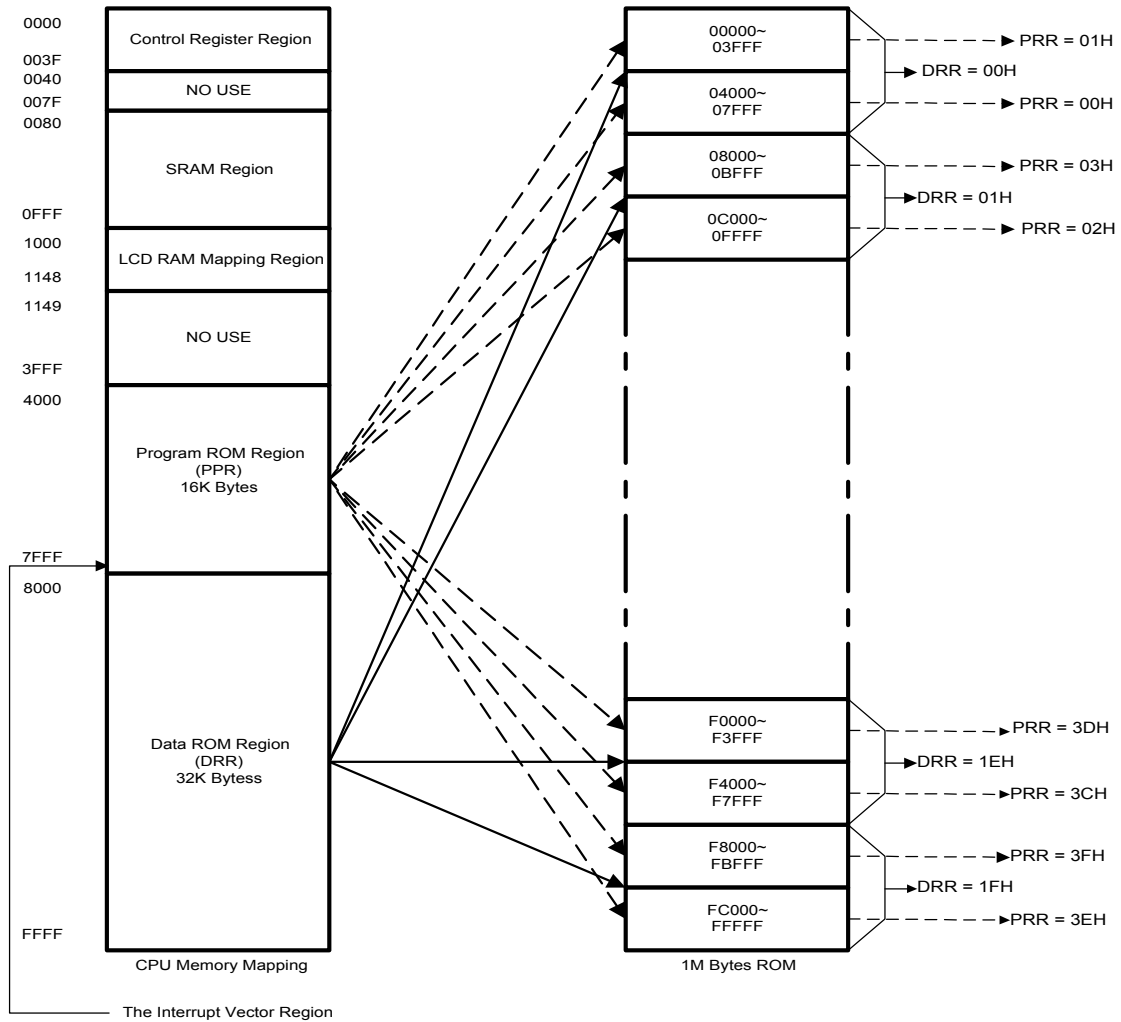 0000
Control Register Region
003F
0040
NO USE
007F
0080
SRAM Region
0FFF
1000
LCD RAM Mapping Region
1148
1149
NO USE
3FFF
4000
Program ROM Region
(PPR)
16K Bytes
7FFF
8000
Data ROM Region
(DRR)
32K Bytess
FFFF
CPU Memory Mapping
The Interrupt Vector Region
00000~
03FFF
04000~
07FFF
08000~
0BFFF
0C000~
0FFFF
F0000~
F3FFF
F4000~
F7FFF
F8000~
FBFFF
FC000~
FFFFF
1M Bytes ROM
PRR = 01H
DRR = 00H
PRR = 00H
PRR = 03H
DRR = 01H
PRR = 02H
PRR = 3DH
DRR = 1EH
PRR = 3CH
PRR = 3FH
DRR = 1FH
PRR = 3EH